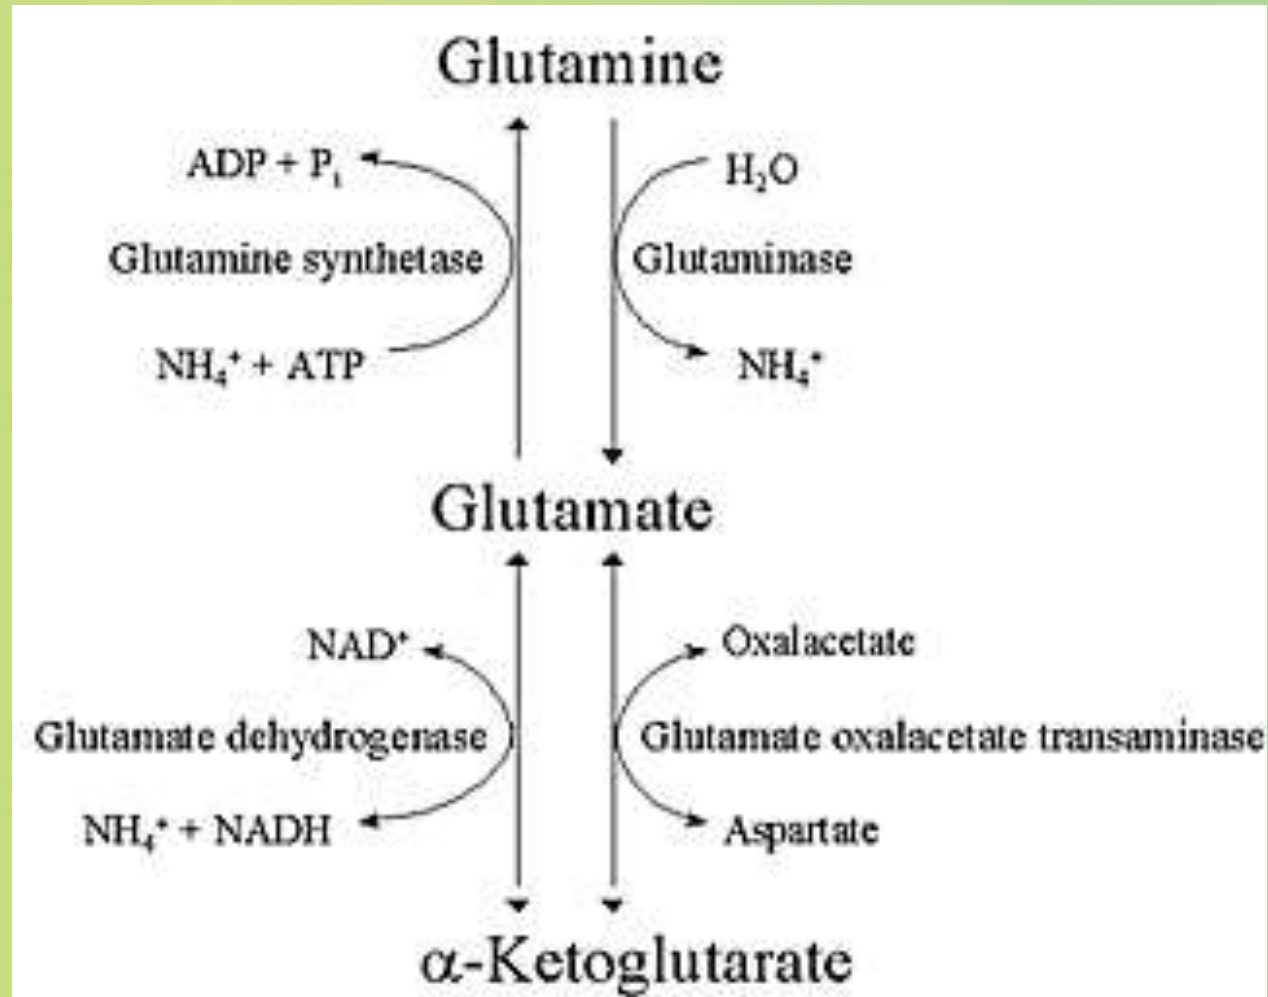 Glutamine
ADP + Pᵢ
H₂O
Glutamine synthetase
Glutaminase
NH₄⁺ + ATP
NH₄⁺
Glutamate
NAD⁺
Oxalacetate
Glutamate dehydrogenase
Glutamate oxalacetate transaminase
NH₄⁺ + NADH
Aspartate
α-Ketoglutarate